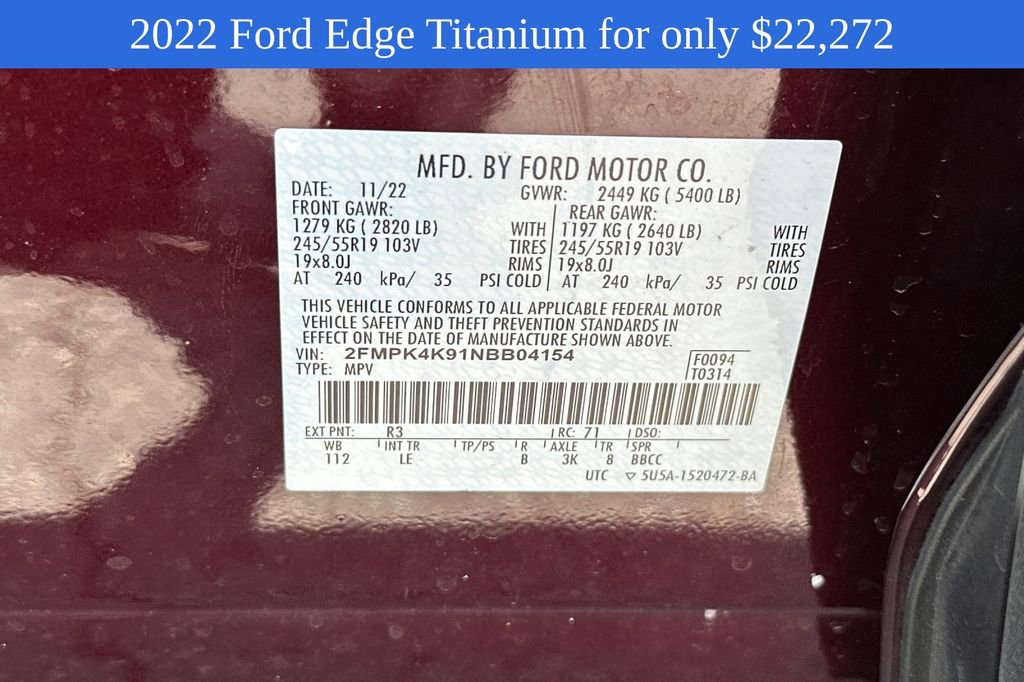 2022 Ford Edge Titanium for only $22,272
MFD. BY FORD MOTOR CO.
DATE: 11/22 GVWR: 2449 KG ( 5400 LB)
FRONT GAWR: REAR GAWR:
1279 KG ( 2820 LB) WITH 1197 KG ( 2640 LB) WITH
245/55R19 103V TIRES 245/55R19 103V TIRES
19x8.0J RIMS 19x8.0J RIMS
AT 240 kPa/ 35 PSI COLD AT 240 kPa/ 35 PSI COLD
THIS VEHICLE CONFORMS TO ALL APPLICABLE FEDERAL MOTOR
VEHICLE SAFETY AND THEFT PREVENTION STANDARDS IN
EFFECT ON THE DATE OF MANUFACTURE SHOWN ABOVE.
VIN: 2FMPK4K91NBB04154 F0094
TYPE: MPV T0314
EXT PNT: R3 RC: 71 DSO:
WB INT TR TP/PS R AXLE TR SPR
112 LE B 3K 8 BBCC
UTC ▽ 5U5A-1520472-BA